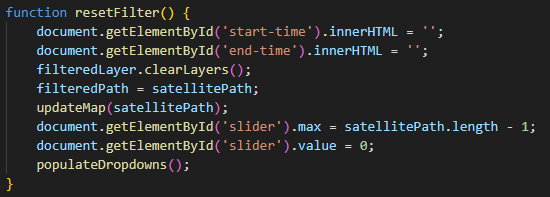 function resetFilter() {
    document.getElementById('start-time').innerHTML = '';
    document.getElementById('end-time').innerHTML = '';
    filteredLayer.clearLayers();
    filteredPath = satellitePath;
    updateMap(satellitePath);
    document.getElementById('slider').max = satellitePath.length - 1;
    document.getElementById('slider').value = 0;
    populateDropdowns();
}